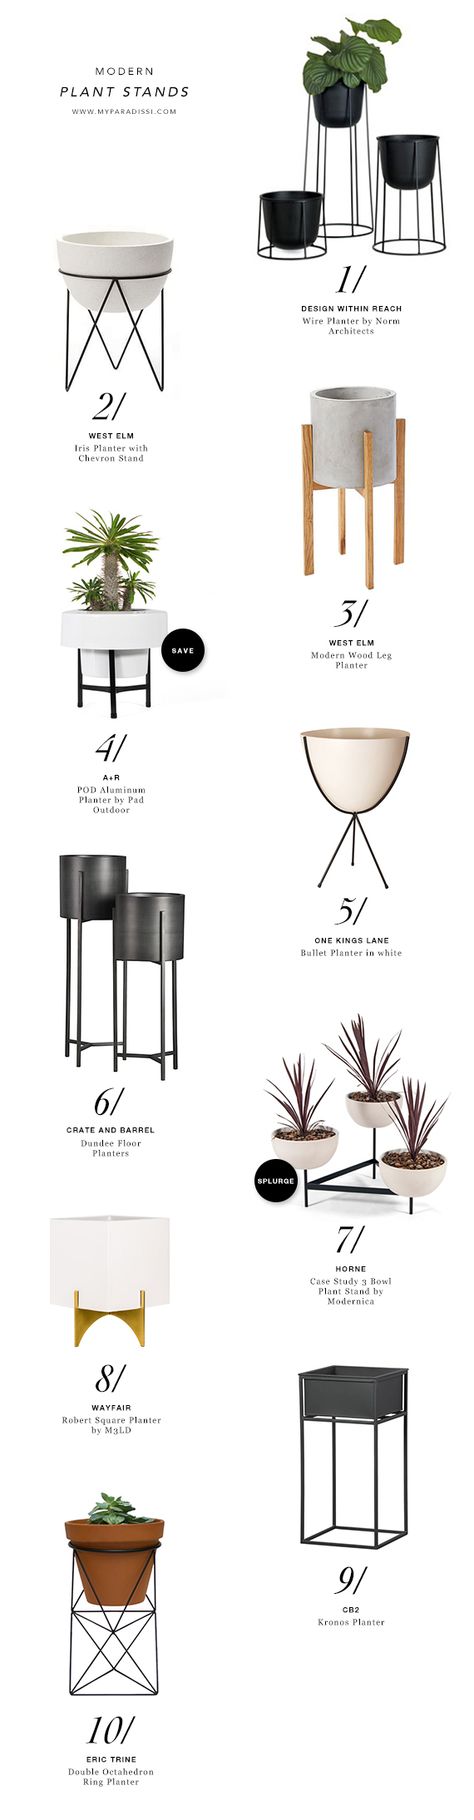 MODERN
PLANT STANDS
WWW.MYPARADISSI.COM
1/
DESIGN WITHIN REACH
Wire Planter by Norm
Architects
2/
WEST ELM
Iris Planter with
Chevron Stand
3/
WEST ELM
Modern Wood Leg
Planter
SAVE
4/
A+R
POD Aluminum
Planter by Pad
Outdoor
5/
ONE KINGS LANE
Bullet Planter in white
6/
CRATE AND BARREL
Dundee Floor
Planters
SPLURGE
7/
HORNE
Case Study 3 Bowl
Plant Stand by
Modernica
8/
WAYFAIR
Robert Square Planter
by M3LD
9/
CB2
Kronos Planter
10/
ERIC TRINE
Double Octahedron
Ring Planter